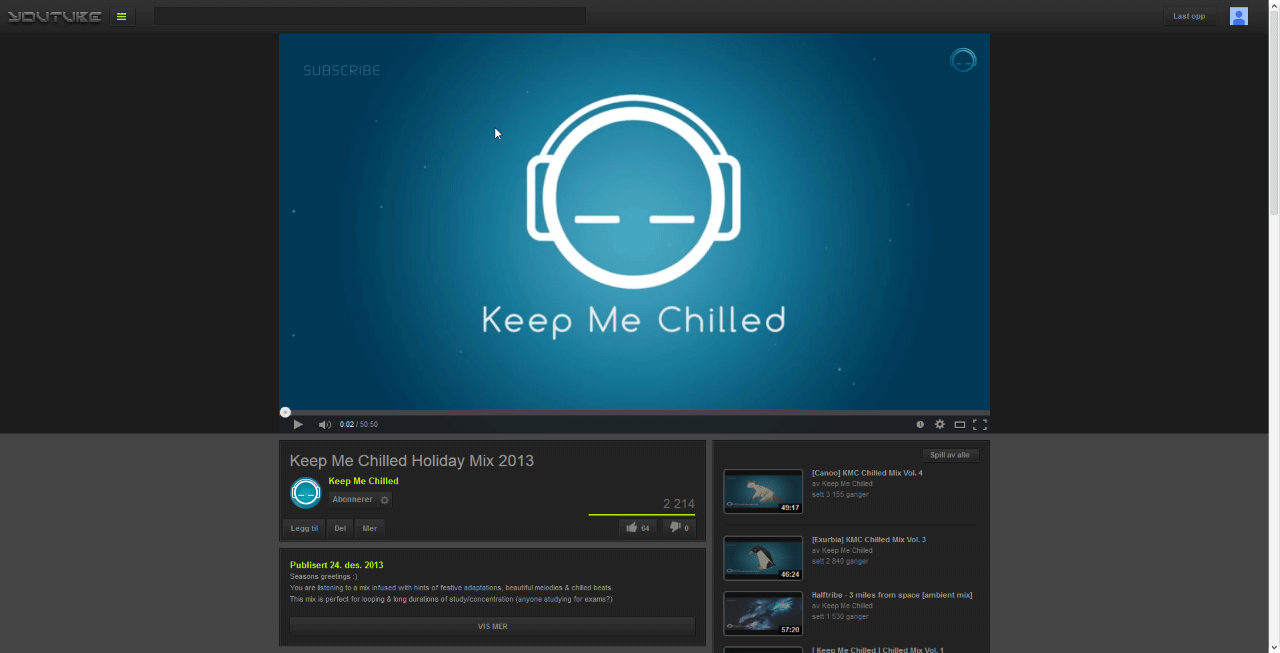 YOUTUBE
Last opp
SUBSCRIBE
Keep Me Chilled
0:02 / 50:50
Keep Me Chilled Holiday Mix 2013
Keep Me Chilled
Abonnerer
2 214
Legg til
Del
Mer
64
0
Publisert 24. des. 2013
Seasons greetings :)
You are listening to a mix infused with hints of festive adaptations, beautiful melodies & chilled beats.
This mix is perfect for looping & long durations of study/concentration (anyone studying for exams?)
VIS MER
Spill av alle
[Canoo] KMC Chilled Mix Vol. 4
av Keep Me Chilled
sett 3 155 ganger
49:17
[Exurbia] KMC Chilled Mix Vol. 3
av Keep Me Chilled
sett 2 840 ganger
46:24
Halftribe - 3 miles from space [ambient mix]
av Keep Me Chilled
sett 1 530 ganger
57:20
[ Keep Me Chilled ] Chilled Mix Vol. 1